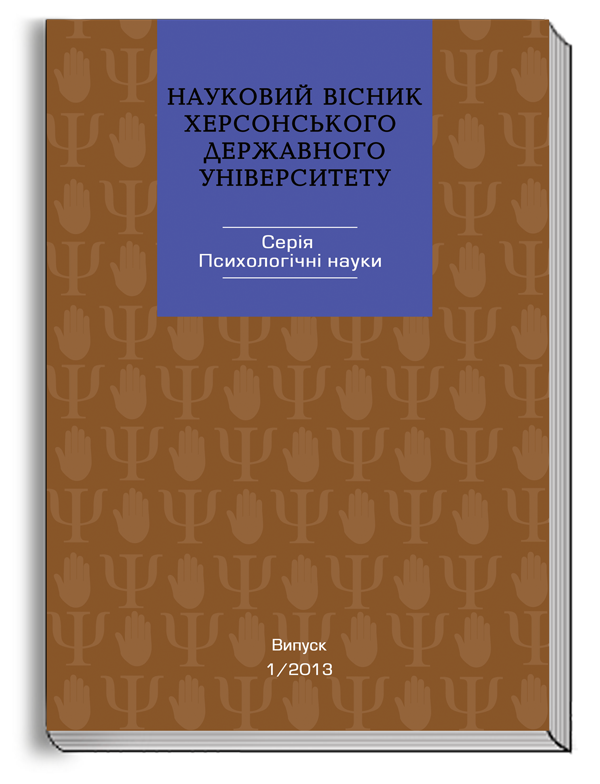 НАУКОВИЙ ВІСНИК
ХЕРСОНСЬКОГО
ДЕРЖАВНОГО
УНІВЕРСИТЕТУ
Серія
Психологічні науки
Випуск
1/2013